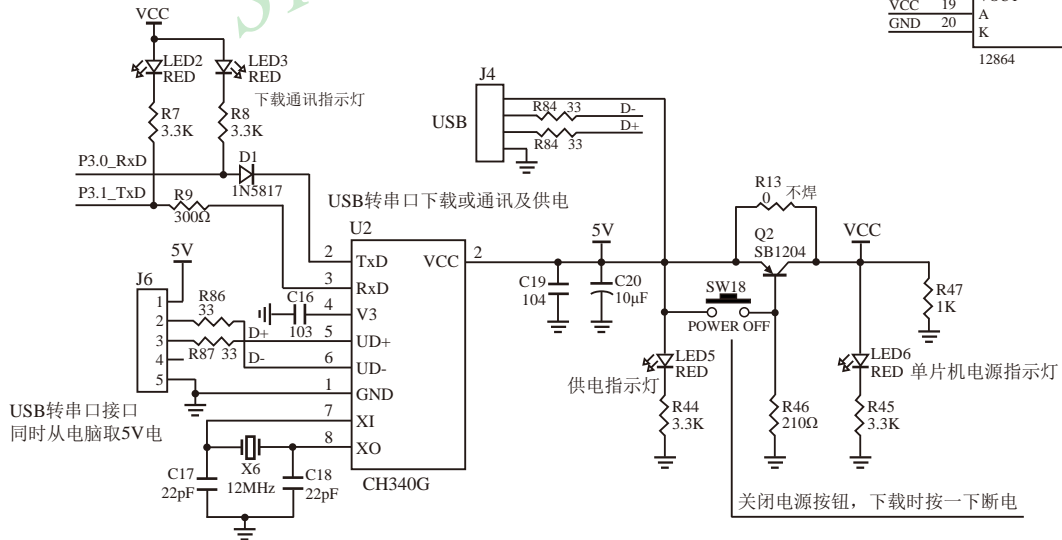 VCC
LED2
RED
LED3
RED
下载通讯指示灯
R7
3.3K
R8
3.3K
P3.0_RxD
D1
1N5817
P3.1_TxD
R9
300Ω
J4
USB
R84 33
D-
D+
R84 33
VCC 19
A
GND 20
K
12864
USB转串口下载或通讯及供电
U2
2
TxD
VCC
2
3
RxD
4
V3
5
UD+
6
UD-
1
GND
7
XI
8
XO
CH340G
5V
J6
1
2
3
4
5
R86
33
D+
R87 33
D-
C16
103
USB转串口接口
同时从电脑取5V电
C17
22pF
X6
12MHz
C18
22pF
5V
C19
104
C20
10μF
R13
0 不焊
Q2
SB1204
VCC
SW18
POWER OFF
R47
1K
LED5
RED
供电指示灯
R44
3.3K
R46
210Ω
LED6
RED 单片机电源指示灯
R45
3.3K
关闭电源按钮，下载时按一下断电